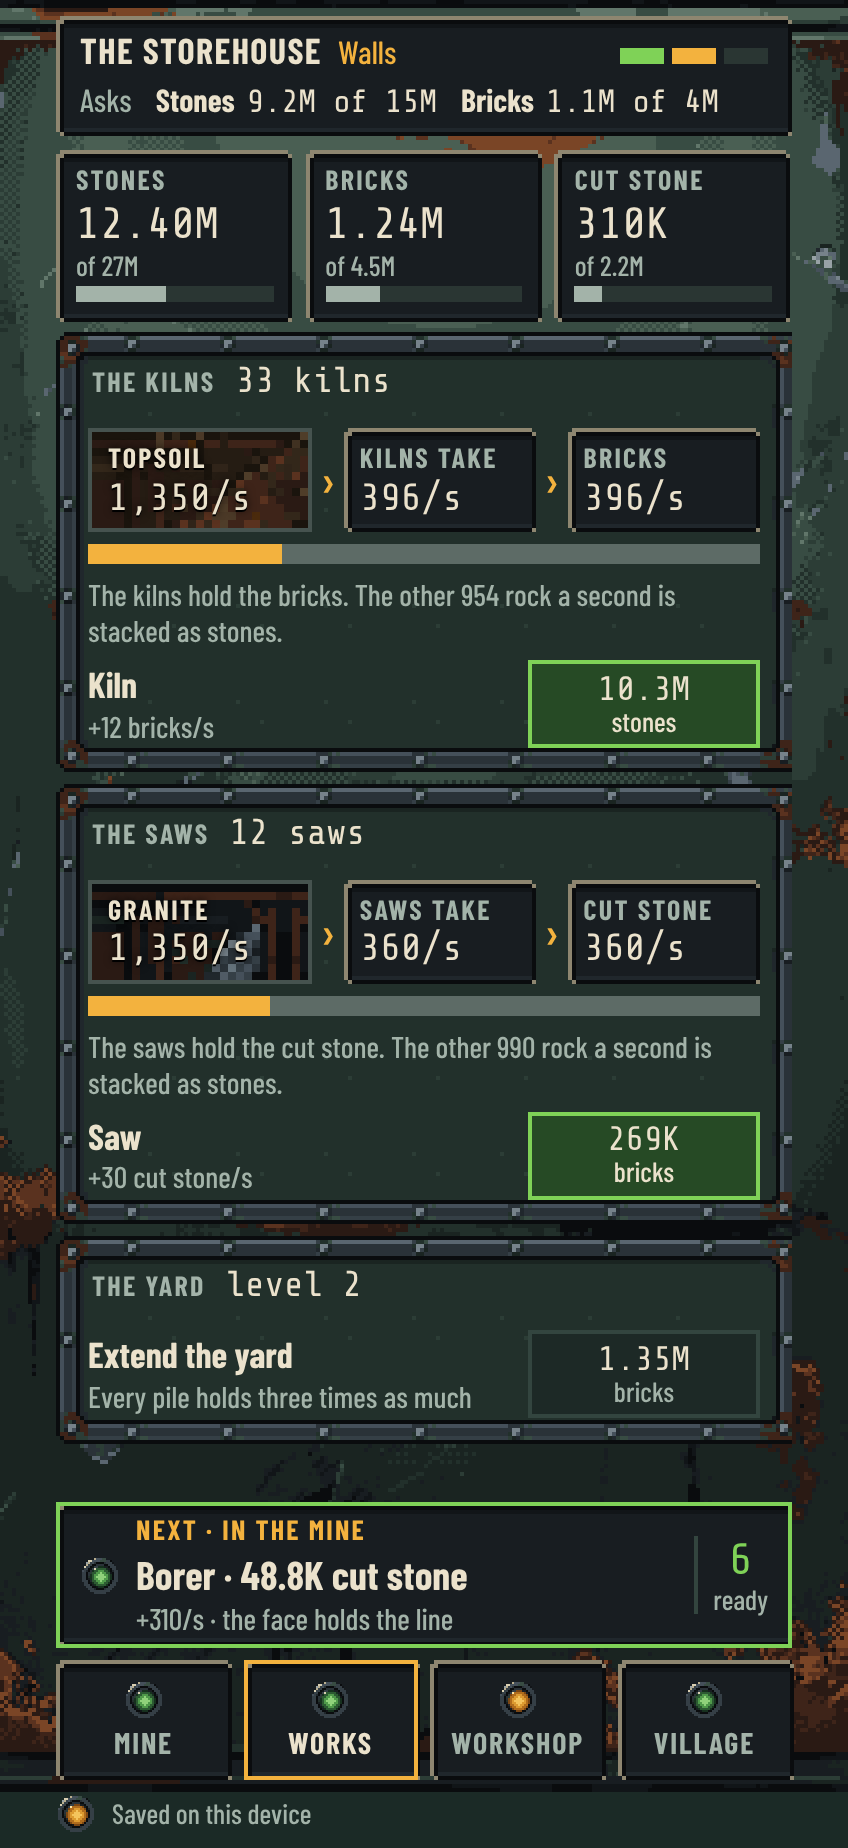 THE STOREHOUSE Walls
Asks Stones 9.2M of 15M Bricks 1.1M of 4M
STONES BRICKS CUT STONE
12.40M 1.24M 310K
of 27M of 4.5M of 2.2M
THE KILNS 33 kilns
TOPSOIL KILNS TAKE BRICKS
1,350/s › 396/s › 396/s
The kilns hold the bricks. The other 954 rock a second is
stacked as stones.
Kiln 10.3M
+12 bricks/s stones
THE SAWS 12 saws
GRANITE SAWS TAKE CUT STONE
1,350/s › 360/s › 360/s
The saws hold the cut stone. The other 990 rock a second is
stacked as stones.
Saw 269K
+30 cut stone/s bricks
THE YARD level 2
Extend the yard 1.35M
Every pile holds three times as much bricks
NEXT · IN THE MINE
Borer · 48.8K cut stone 6
+310/s · the face holds the line ready
MINE WORKS WORKSHOP VILLAGE
Saved on this device